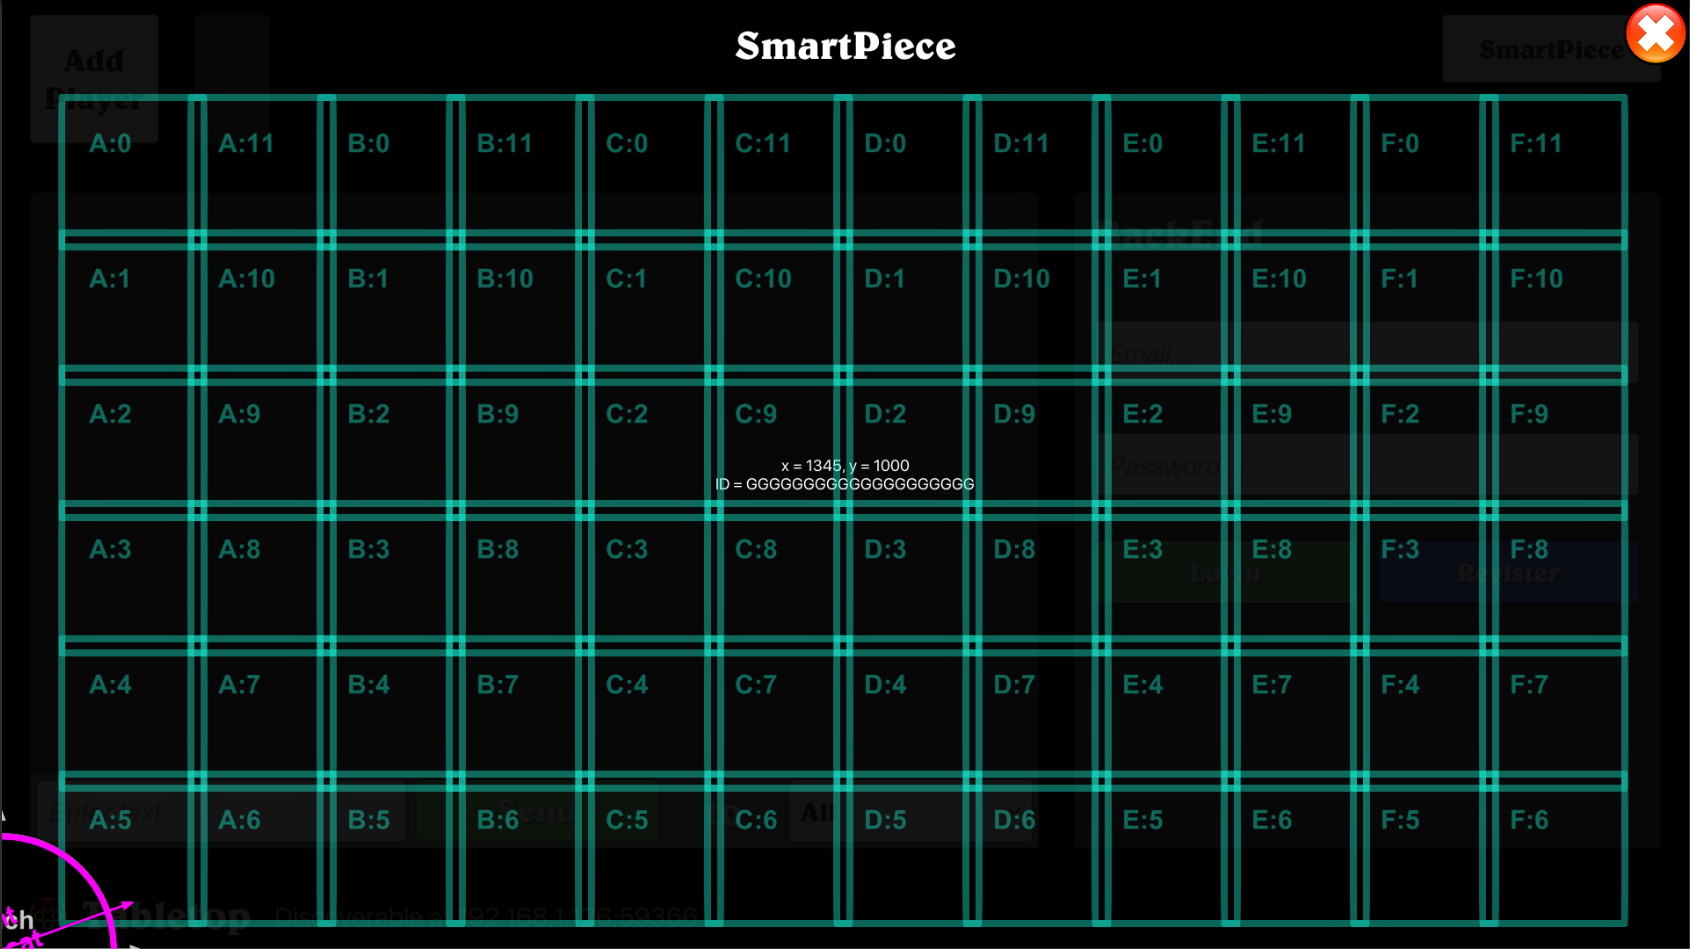 SmartPiece
Add
Player
SmartPiece
A:0 A:11 B:0 B:11 C:0 C:11 D:0 D:11 E:0 E:11 F:0 F:11
BackEnd
A:1 A:10 B:1 B:10 C:1 C:10 D:1 D:10 E:1 E:10 F:1 F:10
Email...
A:2 A:9 B:2 B:9 C:2 C:9 D:2 D:9 E:2 E:9 F:2 F:9
x = 1345, y = 1000
Password...
ID = GGGGGGGGGGGGGGGGGGGG
A:3 A:8 B:3 B:8 C:3 C:8 D:3 D:8 E:3 E:8 F:3 F:8
Login Register
A:4 A:7 B:4 B:7 C:4 C:7 D:4 D:7 E:4 E:7 F:4 F:7
Enter text... Send to All
A:5 A:6 B:5 B:6 C:5 C:6 D:5 D:6 E:5 E:6 F:5 F:6
Tabletop Discoverable at 192.168.1.126:59366
ch